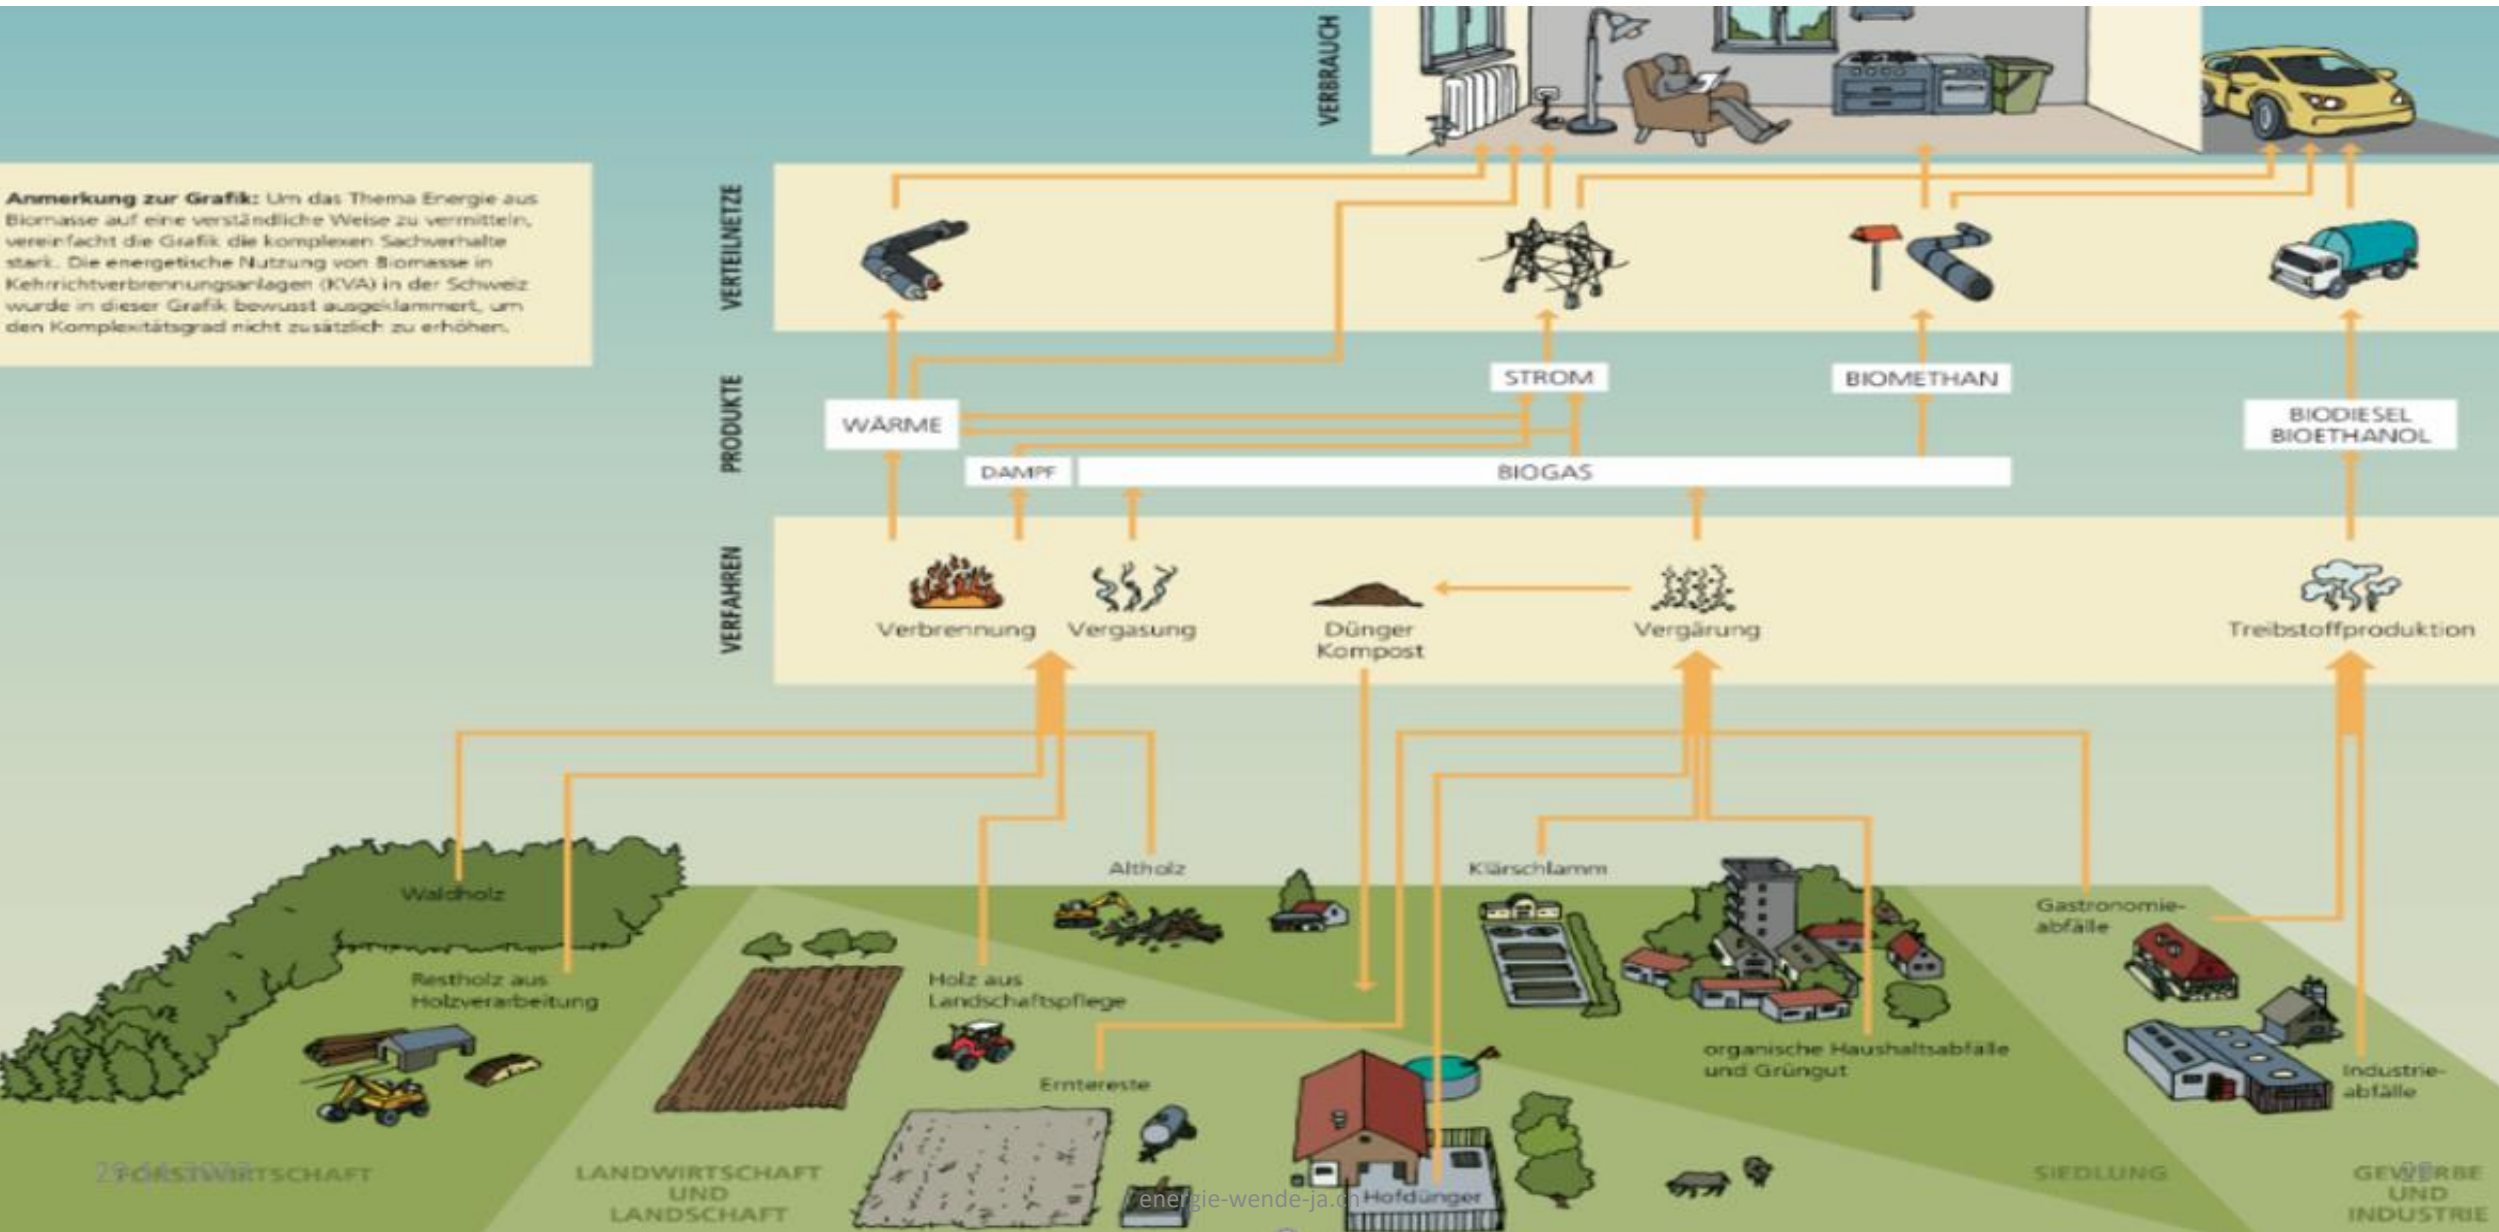 VERBRAUCH
Anmerkung zur Grafik: Um das Thema Energie aus
Biomasse auf eine verständliche Weise zu vermitteln,
vereinfacht die Grafik die komplexen Sachverhalte
stark. Die energetische Nutzung von Biomasse in
Kehrrichtverbrennungsanlagen (KVA) in der Schweiz
wurde in dieser Grafik bewusst ausgeklammert, um
den Komplexitätsgrad nicht zusätzlich zu erhöhen.
VERTEILNETZE
PRODUKTE
STROM
BIOMETHAN
WÄRME
BIODIESEL
BIOETHANOL
DAMPF
BIOGAS
VERFAHREN
Verbrennung
Vergasung
Dünger
Kompost
Vergärung
Treibstoffproduktion
Altholz
Klärschlamm
Waldholz
Gastronomie-
abfälle
Restholz aus
Holzverarbeitung
Holz aus
Landschaftspflege
organische Haushaltsabfälle
und Grüngut
Erntereste
Industrie-
abfälle
FORSTWIRTSCHAFT
LANDWIRTSCHAFT
UND
LANDSCHAFT
SIEDLUNG
GEWERBE
UND
INDUSTRIE
energie-wende-ja.ch
Hofdünger